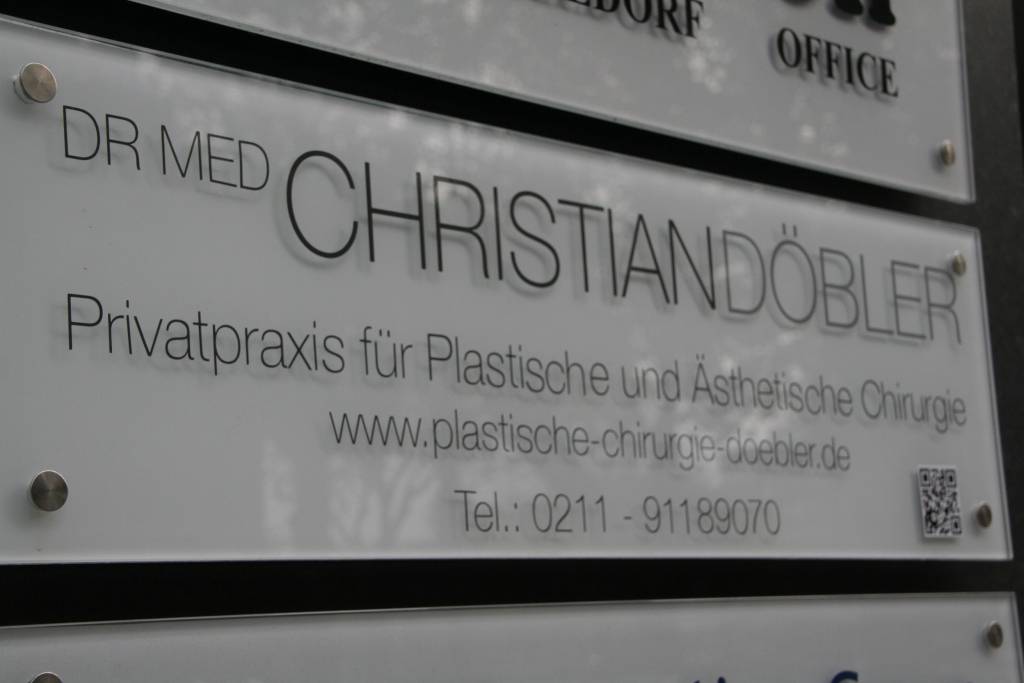 OFFICE
DR MED CHRISTIANDÖBLER
Privatpraxis für Plastische und Ästhetische Chirurgie
www.plastische-chirurgie-doebler.de
Tel.: 0211 - 91189070